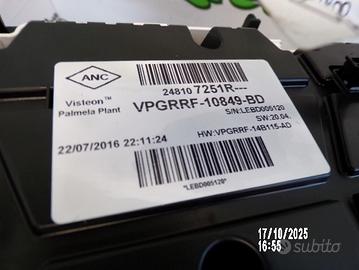 ANC
Visteon™
Palmela Plant
24810 7251R---
VPGRRF-10849-BD
S/N:LEBD005120
SW:20.04.
HW:VPGRRF-14B115-AD
22/07/2016 22:11:24
*LEBD005120*
17/10/2025
16:55
subito